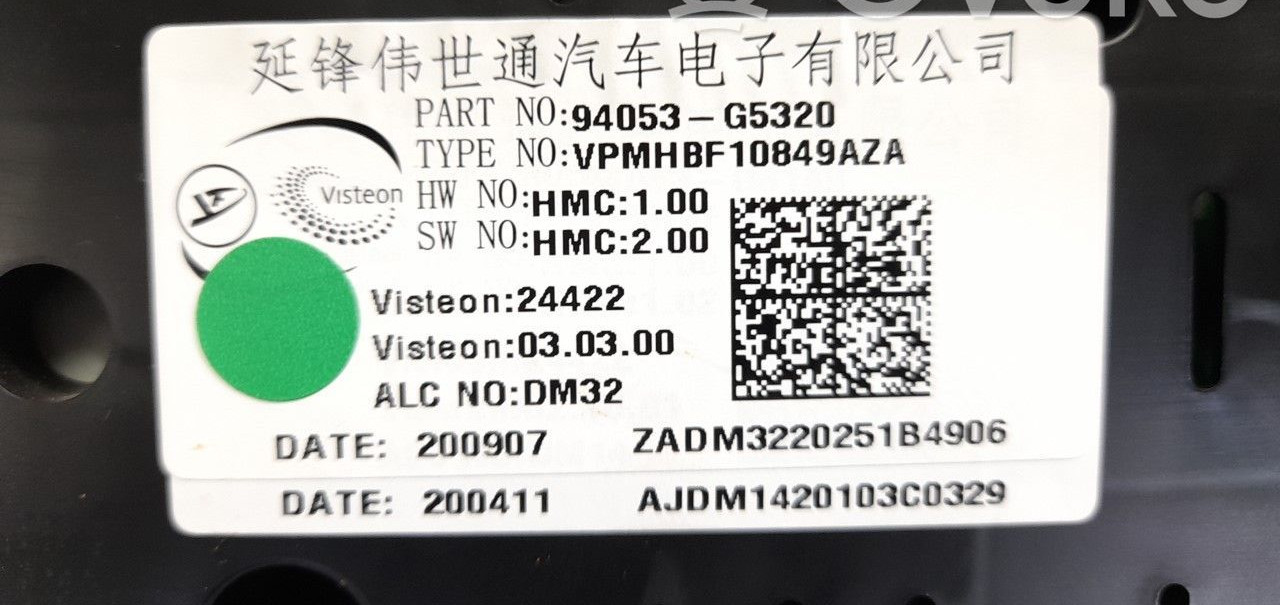 延锋伟世通汽车电子有限公司
PART NO:94053-G5320
TYPE NO:VPMHBF10849AZA
Visteon
HW NO:HMC:1.00
SW NO:HMC:2.00
Visteon:24422
Visteon:03.03.00
ALC NO:DM32
DATE: 200907 ZADM3220251B4906
DATE: 200411 AJDM1420103C0329